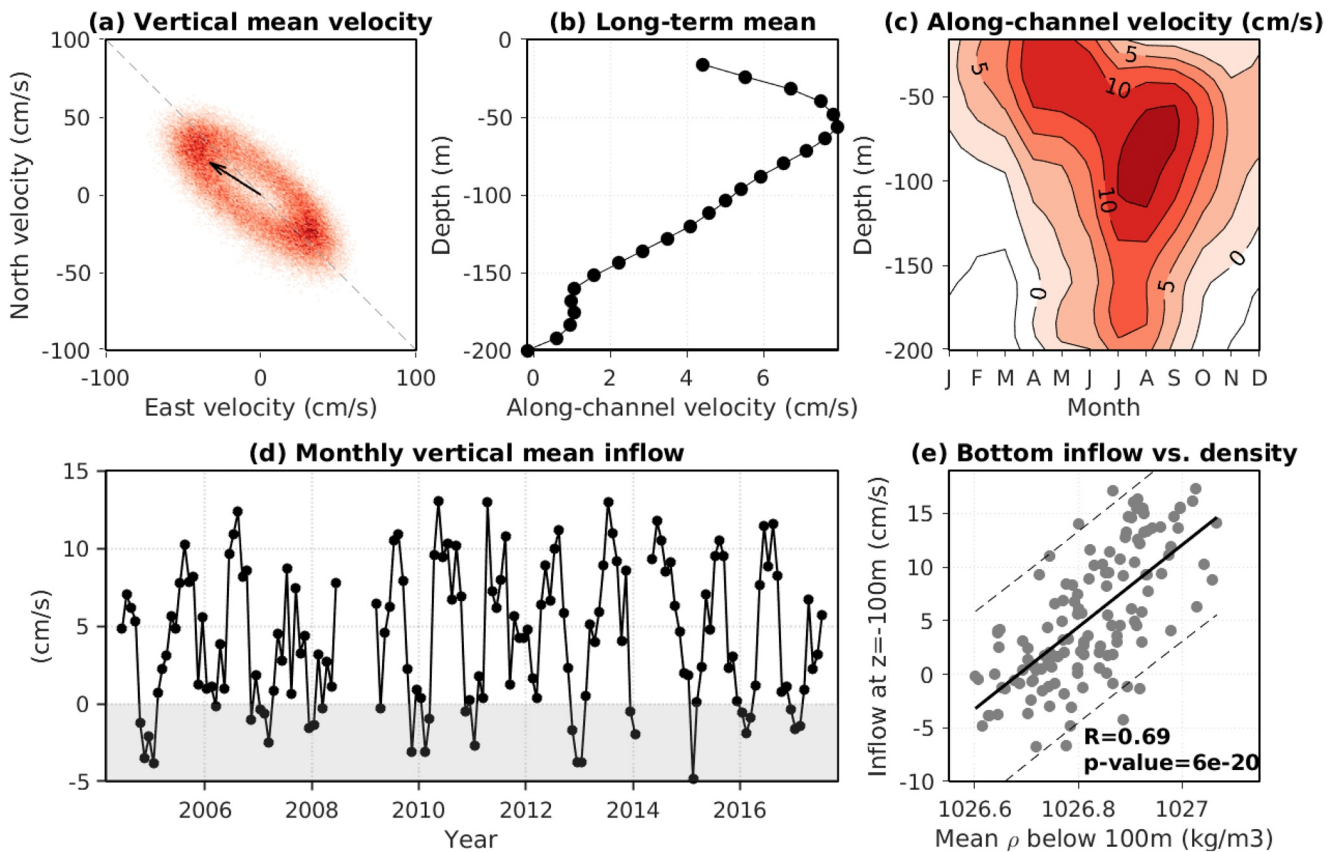 (a) Vertical mean velocity
100
50
0
-50
-100
-100 0 100
North velocity (cm/s)
East velocity (cm/s)
(b) Long-term mean
0
-50
-100
-150
-200
0 2 4 6
Depth (m)
Along-channel velocity (cm/s)
(c) Along-channel velocity (cm/s)
-50
-100
-150
-200
J F M A M J J A S O N D
Depth (m)
Month
5
5
10
10
0
5
0
(d) Monthly vertical mean inflow
15
10
5
0
-5
2006 2008 2010 2012 2014 2016
(cm/s)
Year
(e) Bottom inflow vs. density
15
10
5
0
-5
-10
1026.6 1026.8 1027
Inflow at z=-100m (cm/s)
R=0.69
p-value=6e-20
Mean ρ below 100m (kg/m3)